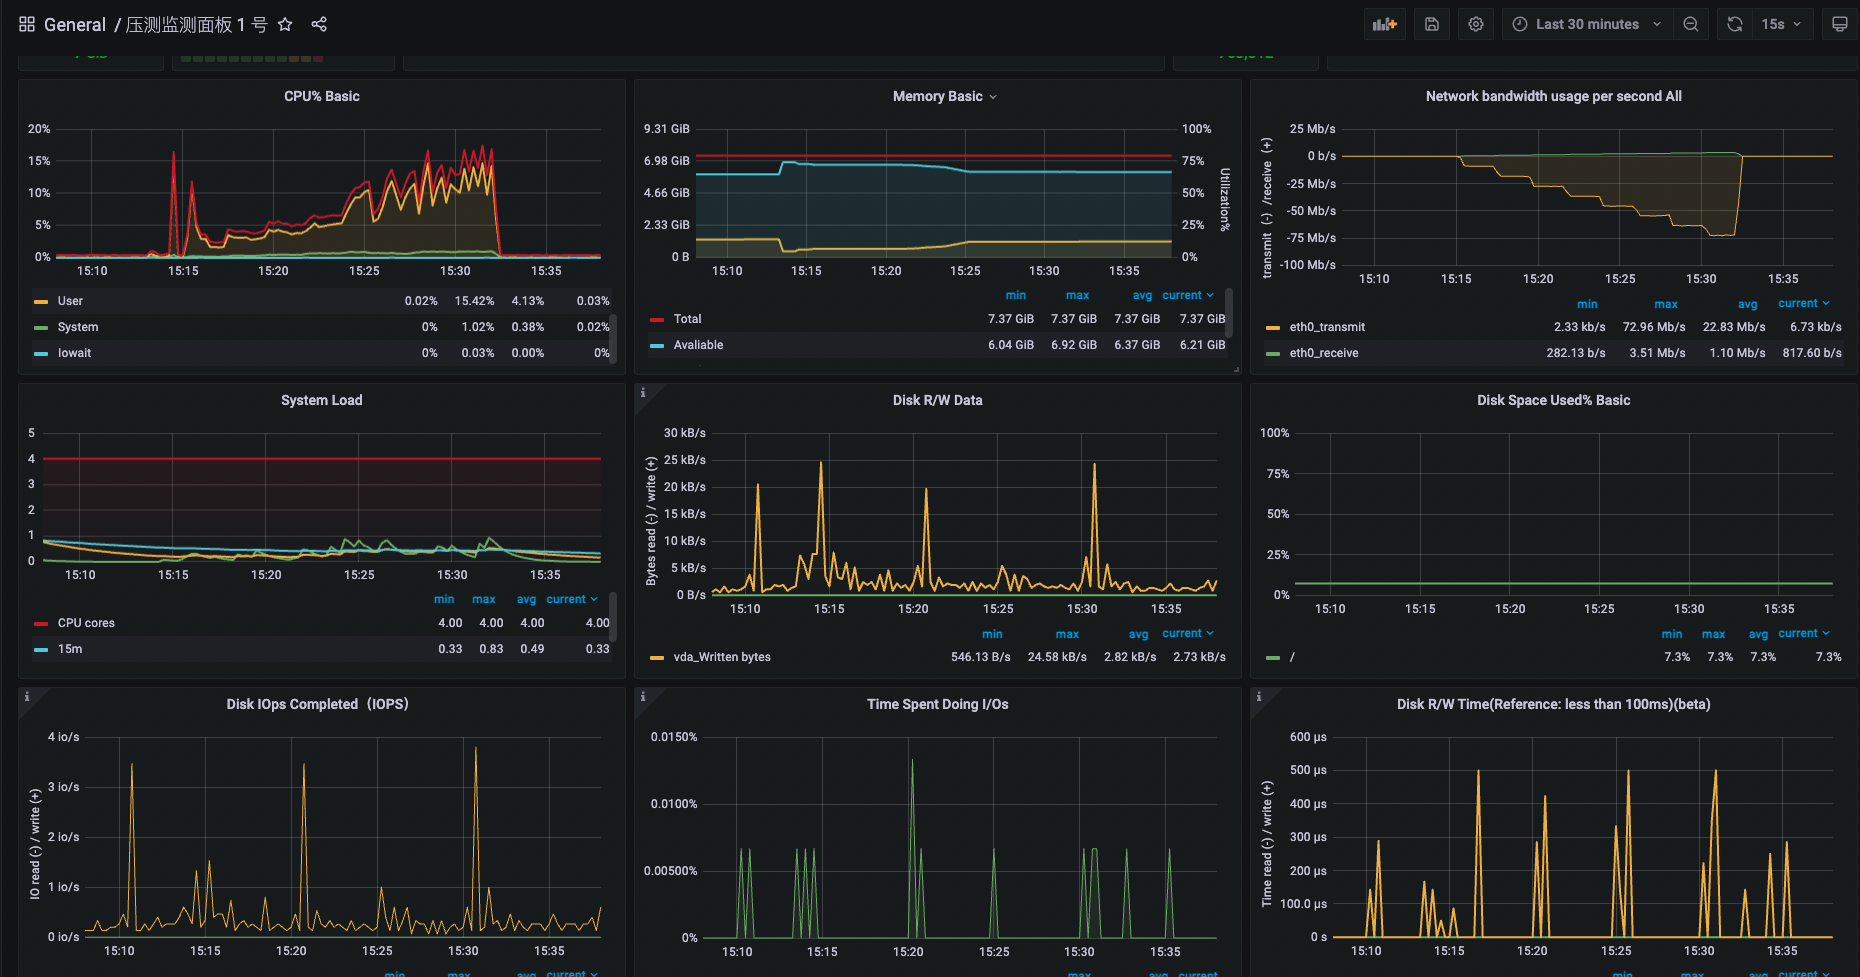 General / 压测监测面板 1 号
Last 30 minutes
15s
CPU% Basic
20%
15%
10%
5%
0%
15:10 15:15 15:20 15:25 15:30 15:35
User 0.02% 15.42% 4.13% 0.03%
System 0% 1.02% 0.38% 0.02%
Iowait 0% 0.03% 0.00% 0%
Memory Basic
9.31 GiB 100%
6.98 GiB 75%
4.66 GiB 50%
2.33 GiB 25%
0 B 0%
Utilization%
15:10 15:15 15:20 15:25 15:30 15:35
min max avg current
Total 7.37 GiB 7.37 GiB 7.37 GiB 7.37 GiB
Avaliable 6.04 GiB 6.92 GiB 6.37 GiB 6.21 GiB
Network bandwidth usage per second All
transmit (-) /receive (+)
25 Mb/s
0 b/s
-25 Mb/s
-50 Mb/s
-75 Mb/s
-100 Mb/s
15:10 15:15 15:20 15:25 15:30 15:35
min max avg current
eth0_transmit 2.33 kb/s 72.96 Mb/s 22.83 Mb/s 6.73 kb/s
eth0_receive 282.13 b/s 3.51 Mb/s 1.10 Mb/s 817.60 b/s
System Load
5
4
3
2
1
0
15:10 15:15 15:20 15:25 15:30 15:35
min max avg current
CPU cores 4.00 4.00 4.00 4.00
15m 0.33 0.83 0.49 0.33
Disk R/W Data
Bytes read (-) / write (+)
30 kB/s
25 kB/s
20 kB/s
15 kB/s
10 kB/s
5 kB/s
0 B/s
15:10 15:15 15:20 15:25 15:30 15:35
min max avg current
vda_Written bytes 546.13 B/s 24.58 kB/s 2.82 kB/s 2.73 kB/s
Disk Space Used% Basic
100%
75%
50%
25%
0%
15:10 15:15 15:20 15:25 15:30 15:35
min max avg current
/ 7.3% 7.3% 7.3% 7.3%
Disk IOps Completed（IOPS）
IO read (-) / write (+)
4 io/s
3 io/s
2 io/s
1 io/s
0 io/s
15:10 15:15 15:20 15:25 15:30 15:35
min max avg current
Time Spent Doing I/Os
0.0150%
0.0100%
0.00500%
0%
15:10 15:15 15:20 15:25 15:30 15:35
max avg current
Disk R/W Time(Reference: less than 100ms)(beta)
Time read (-) / write (+)
600 µs
500 µs
400 µs
300 µs
200 µs
100.0 µs
0 s
15:10 15:15 15:20 15:25 15:30 15:35
min max avg current